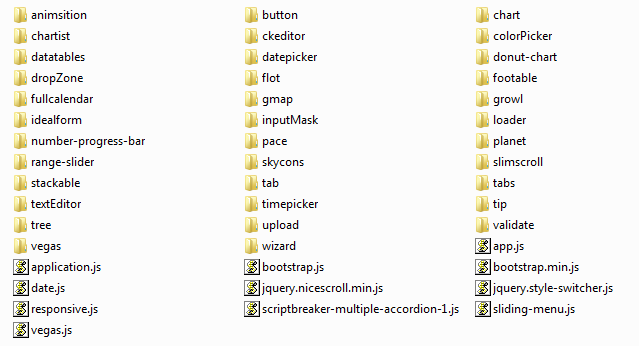 animsition button chart
chartist ckeditor colorPicker
datatables datepicker donut-chart
dropZone flot footable
fullcalendar gmap growl
idealform inputMask loader
number-progress-bar pace planet
range-slider skycons slimscroll
stackable tab tabs
textEditor timepicker tip
tree upload validate
vegas wizard app.js
application.js bootstrap.js bootstrap.min.js
date.js jquery.nicescroll.min.js jquery.style-switcher.js
responsive.js scriptbreaker-multiple-accordion-1.js sliding-menu.js
vegas.js